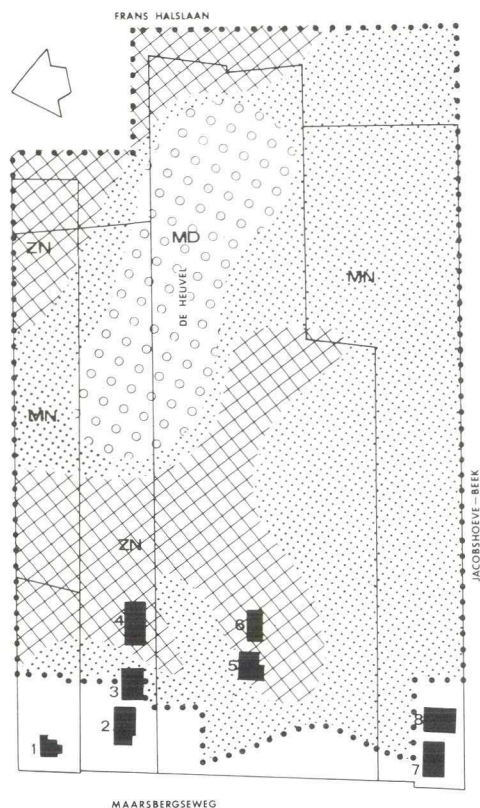 FRANS HALSLAAN
ZN
MD
DE HEUVEL
MN
MN
ZN
JACOBSHOEVE-BEEK
4
6
5
3
2
8
1
7
MAARSBERGSEWEG